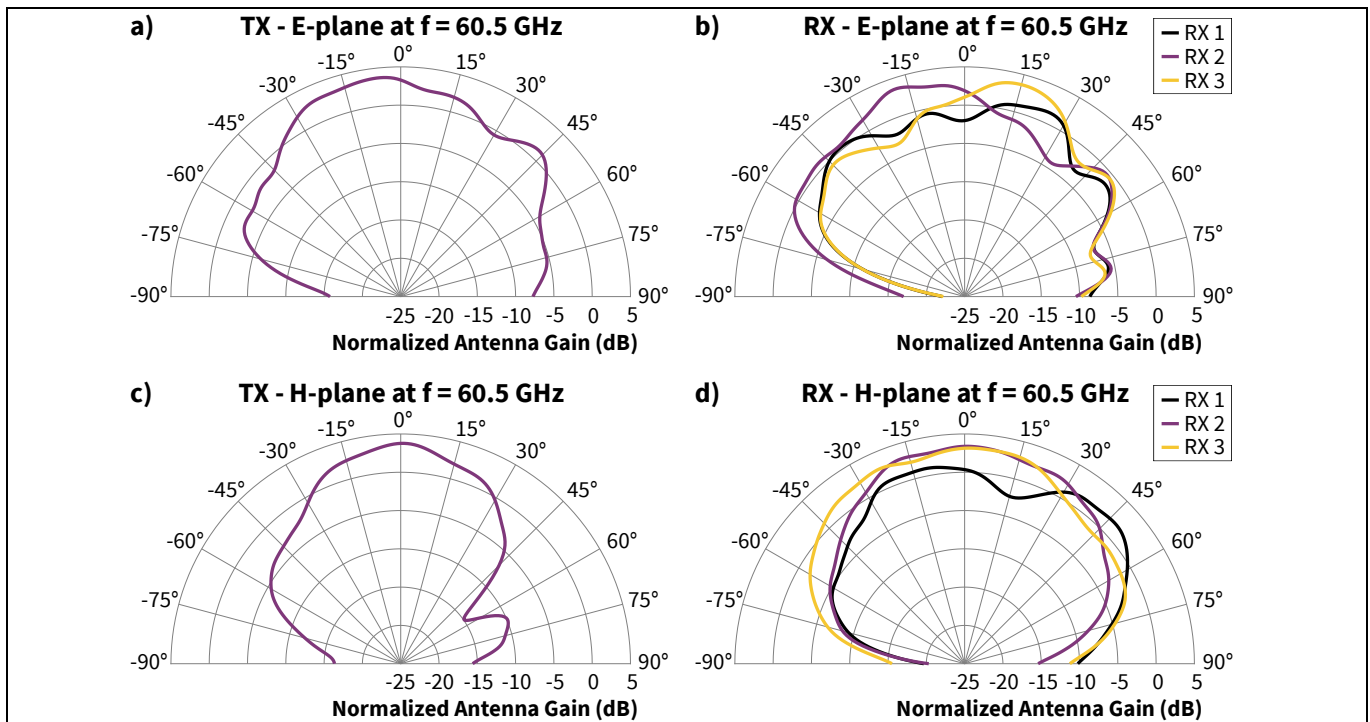 a) TX - E-plane at f = 60.5 GHz
0°
-15° 15°
-30° 30°
-45° 45°
-60° 60°
-75° 75°
-90° 90°
-25 -20 -15 -10 -5 0 5
Normalized Antenna Gain (dB)
b) RX - E-plane at f = 60.5 GHz
RX 1
RX 2
RX 3
0°
-15° 15°
-30° 30°
-45° 45°
-60° 60°
-75° 75°
-90° 90°
-25 -20 -15 -10 -5 0 5
Normalized Antenna Gain (dB)
c) TX - H-plane at f = 60.5 GHz
0°
-15° 15°
-30° 30°
-45° 45°
-60° 60°
-75° 75°
-90° 90°
-25 -20 -15 -10 -5 0 5
Normalized Antenna Gain (dB)
d) RX - H-plane at f = 60.5 GHz
RX 1
RX 2
RX 3
0°
-15° 15°
-30° 30°
-45° 45°
-60° 60°
-75° 75°
-90° 90°
-25 -20 -15 -10 -5 0 5
Normalized Antenna Gain (dB)